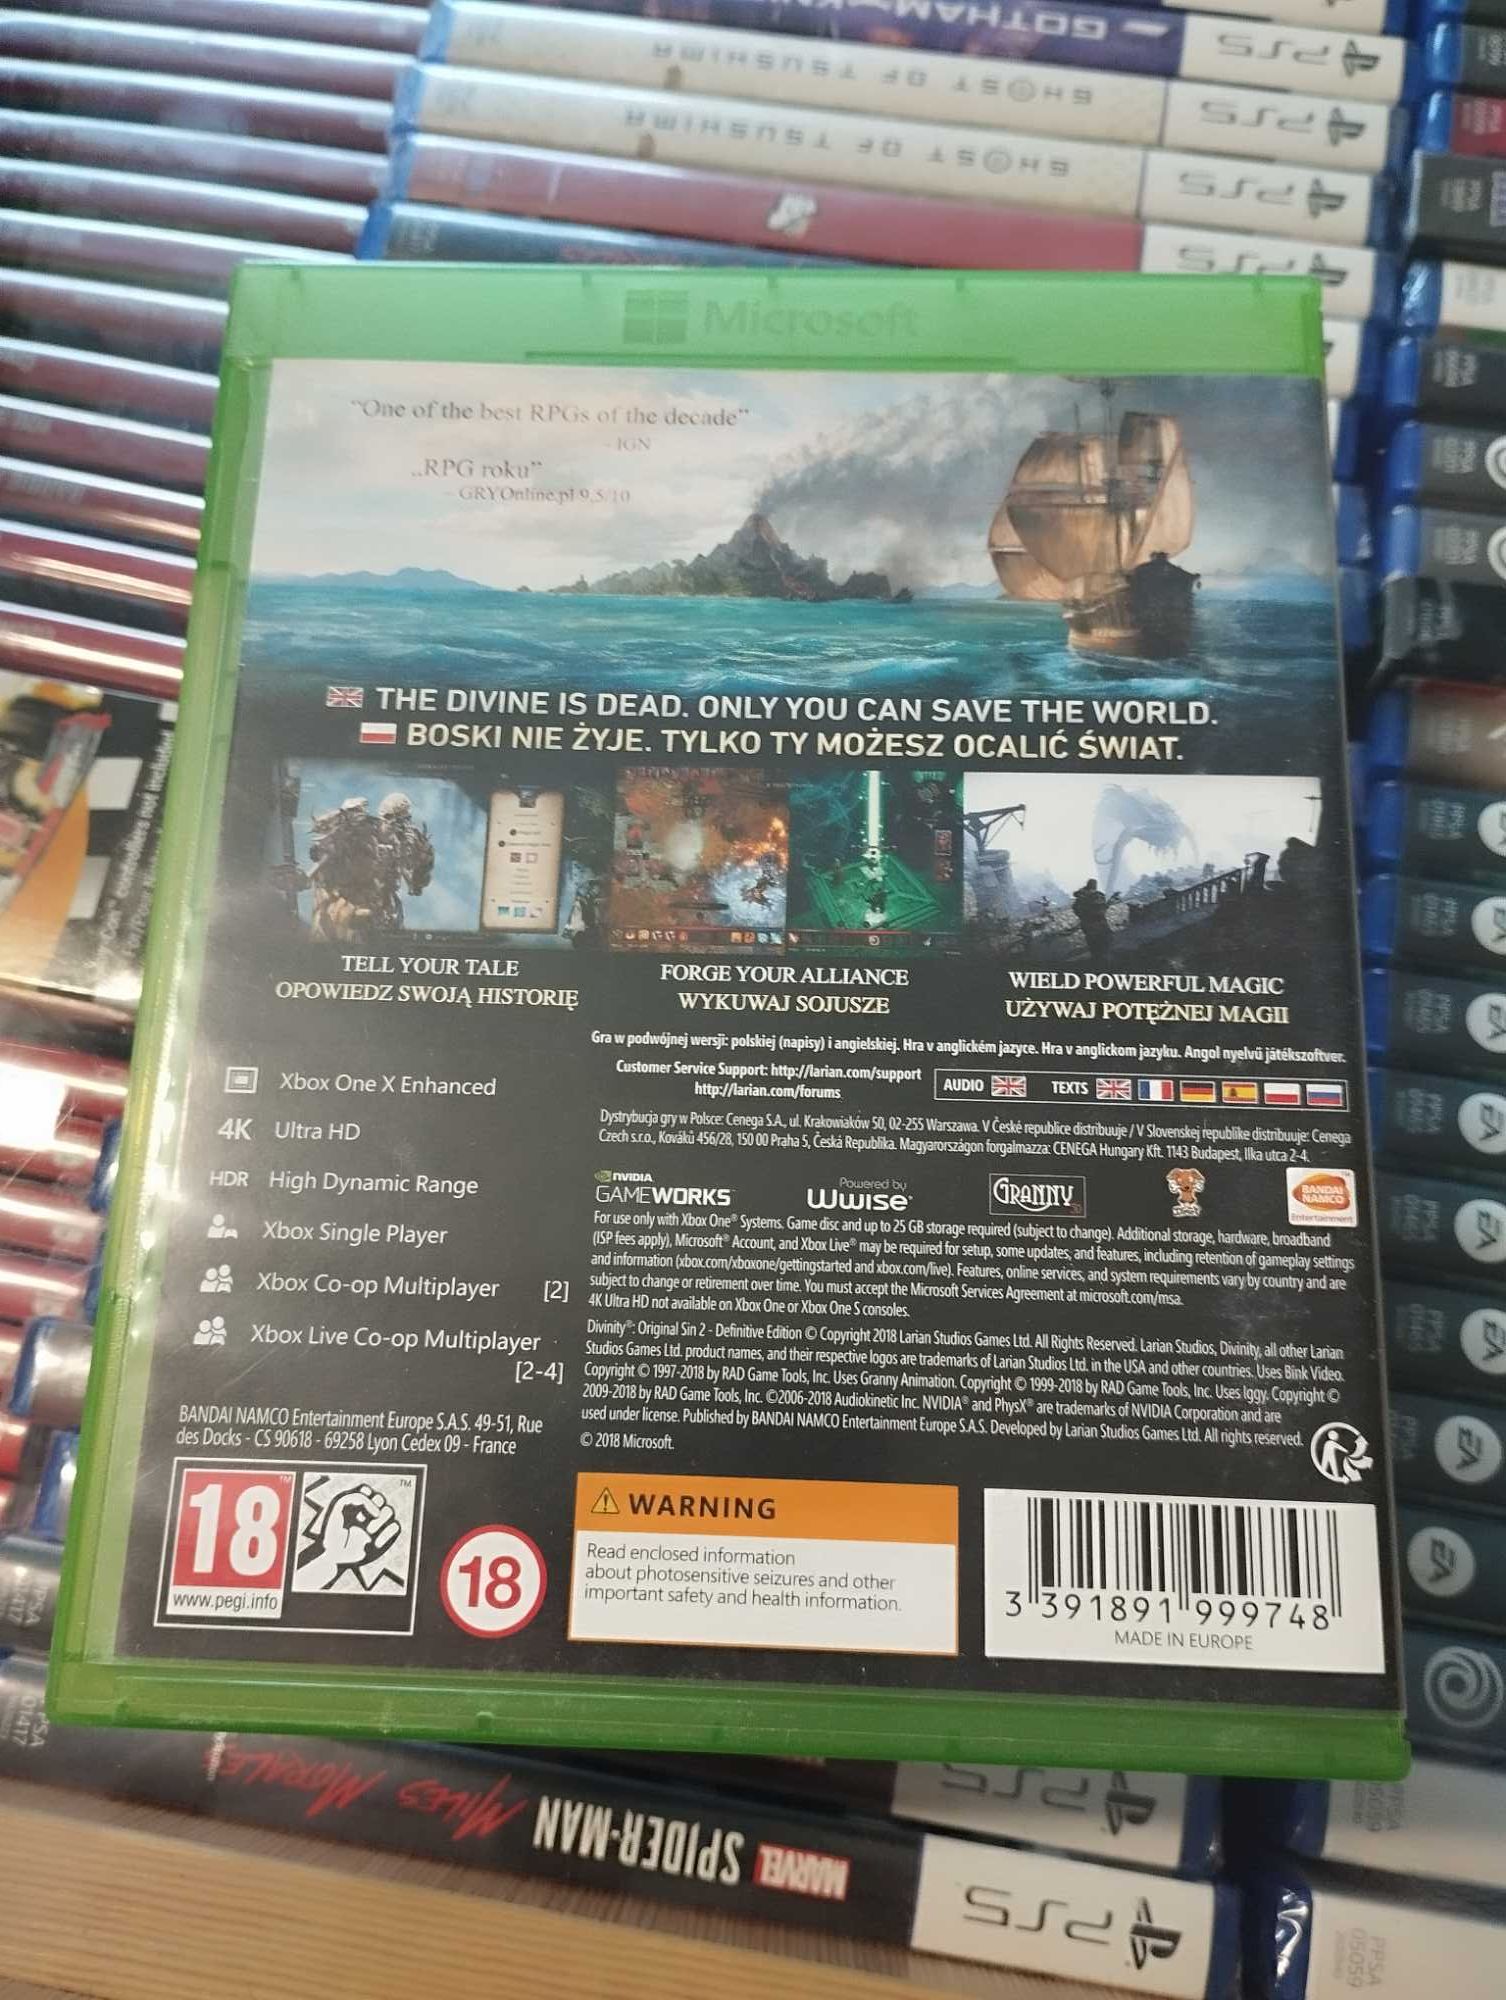 GOTHAM KN
PS5
GHOST OF TSUSHIMA
PS5
GHOST OF TSUSHIMA
PS5
PS5
Microsoft
"One of the best RPGs of the decade"
- IGN
„RPG roku"
- GRYOnline.pl 9,5/10
THE DIVINE IS DEAD. ONLY YOU CAN SAVE THE WORLD.
BOSKI NIE ŻYJE. TYLKO TY MOŻESZ OCALIĆ ŚWIAT.
TELL YOUR TALE
OPOWIEDZ SWOJĄ HISTORIĘ
FORGE YOUR ALLIANCE
WYKUWAJ SOJUSZE
WIELD POWERFUL MAGIC
UŻYWAJ POTĘŻNEJ MAGII
Gra w podwójnej wersji: polskiej (napisy) i angielskiej. Hra v anglickém jazyce. Hra v anglickom jazyku. Angol nyelvű játékszoftver.
Customer Service Support: http://larian.com/support
http://larian.com/forums
AUDIO TEXTS
Dystrybucja gry w Polsce: Cenega S.A., ul. Krakowiaków 50, 02-255 Warszawa. V České republice distribuuje / V Slovenskej republike distribuuje: Cenega
Czech s.r.o., Kováků 456/28, 150 00 Praha 5, Česká Republika. Magyarországon forgalmazza: CENEGA Hungary Kft. 1143 Budapest, Ilka utca 2-4.
Xbox One X Enhanced
4K Ultra HD
HDR High Dynamic Range
Xbox Single Player
Xbox Co-op Multiplayer [2]
Xbox Live Co-op Multiplayer
[2-4]
NVIDIA
GAMEWORKS
Powered by
Wwise
GRANNY
BANDAI
NAMCO
Entertainment
For use only with Xbox One® Systems. Game disc and up to 25 GB storage required (subject to change). Additional storage, hardware, broadband
(ISP fees apply), Microsoft® Account, and Xbox Live® may be required for setup, some updates, and features, including retention of gameplay settings
and information (xbox.com/xboxone/gettingstarted and xbox.com/live). Features, online services, and system requirements vary by country and are
subject to change or retirement over time. You must accept the Microsoft Services Agreement at microsoft.com/msa.
4K Ultra HD not available on Xbox One or Xbox One S consoles.
Divinity®: Original Sin 2 - Definitive Edition © Copyright 2018 Larian Studios Games Ltd. All Rights Reserved. Larian Studios, Divinity, all other Larian
Studios Games Ltd. product names, and their respective logos are trademarks of Larian Studios Ltd. in the USA and other countries. Uses Bink Video.
Copyright © 1997-2018 by RAD Game Tools, Inc. Uses Granny Animation. Copyright © 1999-2018 by RAD Game Tools, Inc. Uses Iggy. Copyright ©
2009-2018 by RAD Game Tools, Inc. ©2006-2018 Audiokinetic Inc. NVIDIA® and PhysX® are trademarks of NVIDIA Corporation and are
used under license. Published by BANDAI NAMCO Entertainment Europe S.A.S. Developed by Larian Studios Games Ltd. All rights reserved.
© 2018 Microsoft.
BANDAI NAMCO Entertainment Europe S.A.S. 49-51, Rue
des Docks - CS 90618 - 69258 Lyon Cedex 09 - France
18
www.pegi.info
18
WARNING
Read enclosed information
about photosensitive seizures and other
important safety and health information.
3 391891 999748
MADE IN EUROPE
PS5
MARVEL SPIDER-MAN MILES MORALES
PS5
PPSA
05059